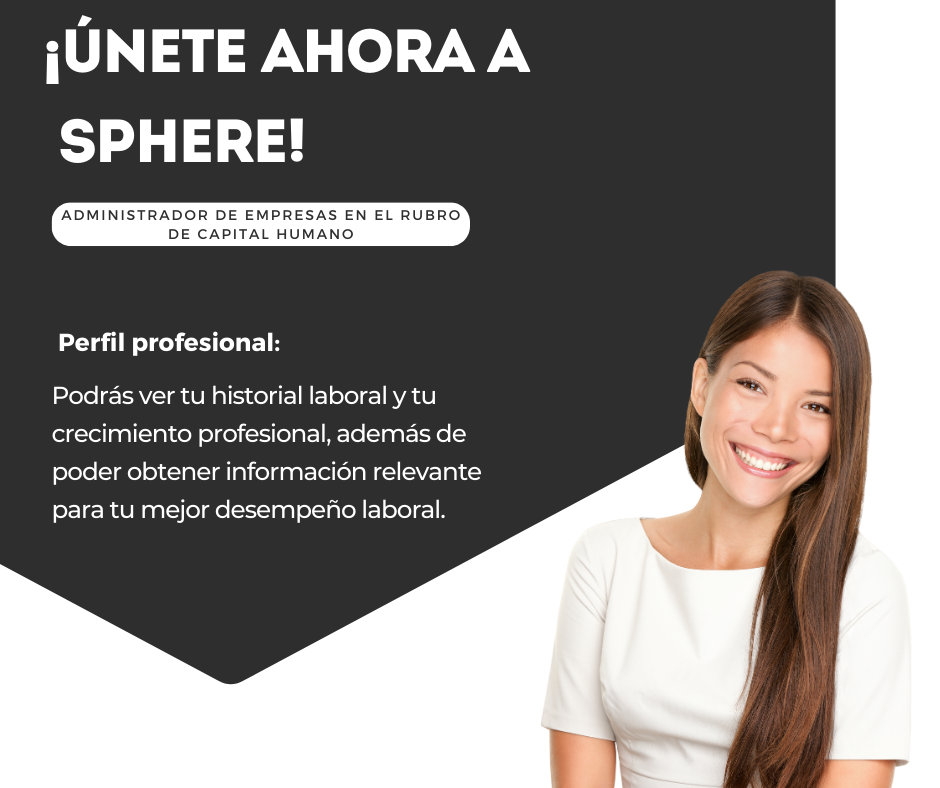 ¡ÚNETE AHORA A
SPHERE!
ADMINISTRADOR DE EMPRESAS EN EL RUBRO
DE CAPITAL HUMANO
Perfil profesional:
Podrás ver tu historial laboral y tu
crecimiento profesional, además de
poder obtener información relevante
para tu mejor desempeño laboral.